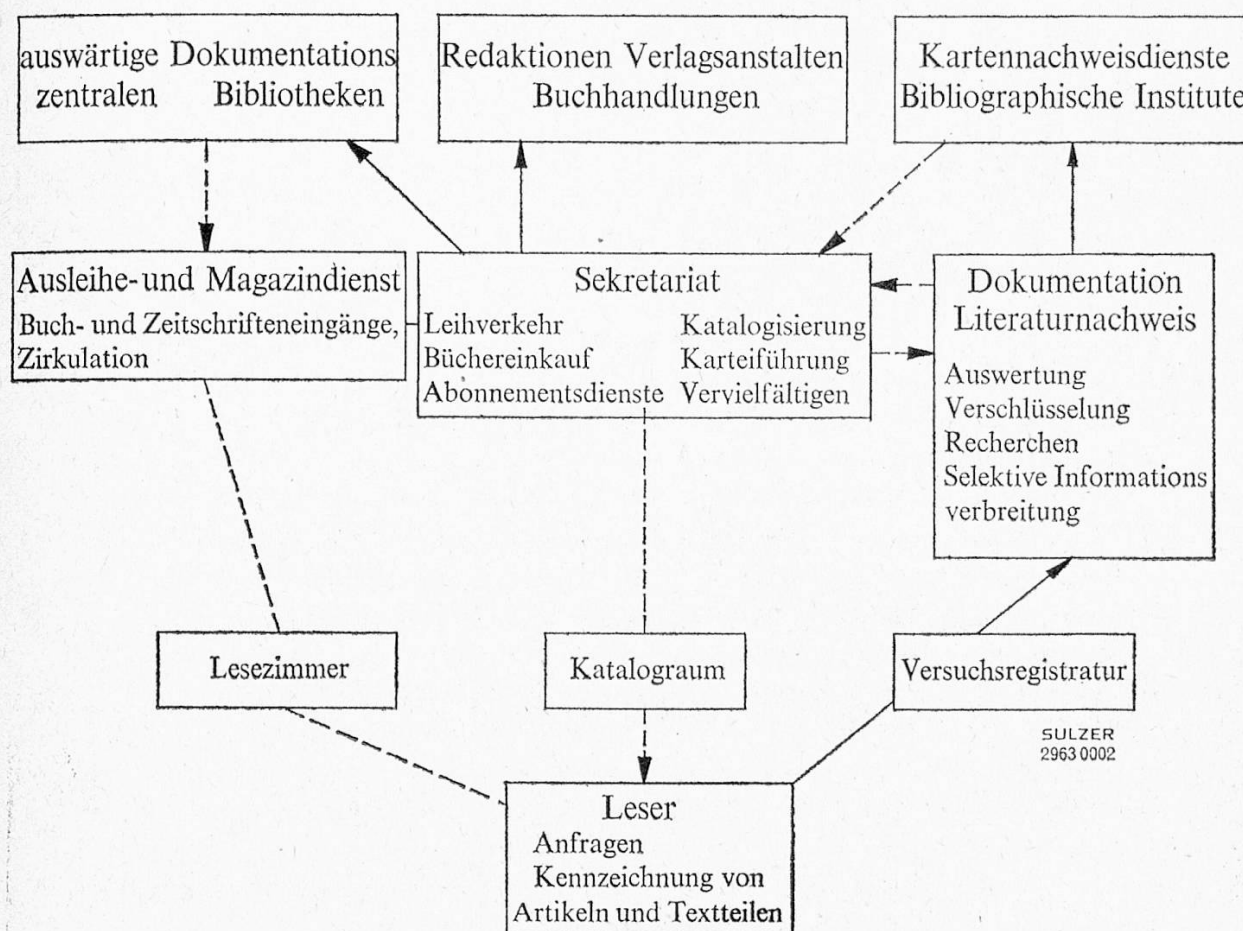 auswärtige Dokumentations
zentralen Bibliotheken
Redaktionen Verlagsanstalten
Buchhandlungen
Kartennachweisdienste
Bibliographische Institute
Ausleihe-und Magazindienst
Buch- und Zeitschrifteneingänge,
Zirkulation
Sekretariat
Leihverkehr
Büchereinkauf
Abonnementsdienste
Katalogisierung
Karteiführung
Vervielfältigen
Dokumentation
Literaturnachweis
Auswertung
Verschlüsselung
Recherchen
Selektive Informations
verbreitung
Lesezimmer
Katalograum
Versuchsregistratur
SULZER
2963 0002
Leser
Anfragen
Kennzeichnung von
Artikeln und Textteilen